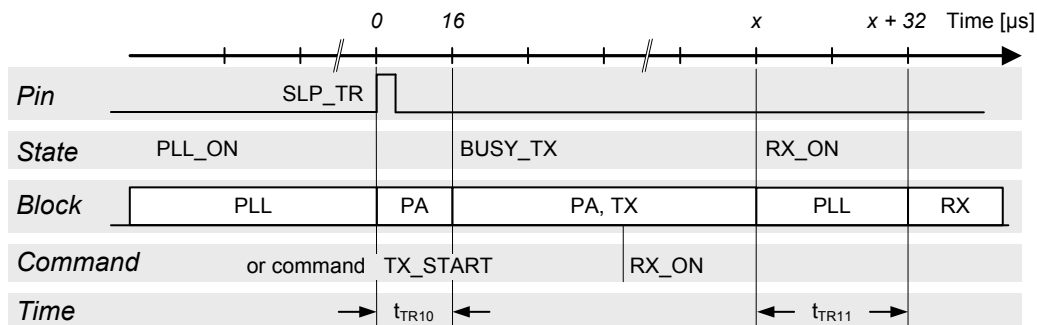 0 16 x x + 32 Time [µs]
Pin SLP_TR
State PLL_ON BUSY_TX RX_ON
Block PLL PA PA, TX PLL RX
Command or command TX_START RX_ON
Time tTR10 tTR11